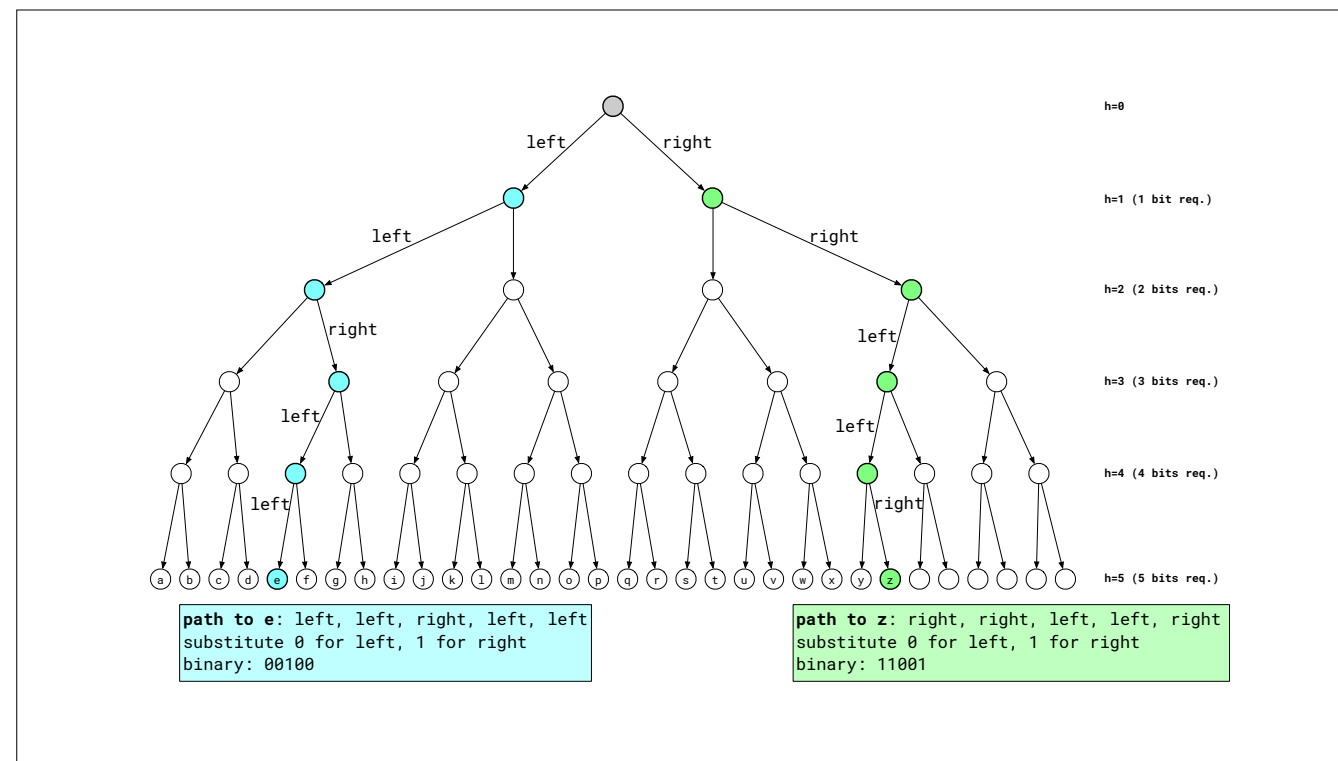 h=0
left
right
h=1 (1 bit req.)
left
right
h=2 (2 bits req.)
right
left
h=3 (3 bits req.)
left
left
h=4 (4 bits req.)
left
right
a b c d e f g h i j k l m n o p q r s t u v w x y z
h=5 (5 bits req.)
path to e: left, left, right, left, left
substitute 0 for left, 1 for right
binary: 00100
path to z: right, right, left, left, right
substitute 0 for left, 1 for right
binary: 11001